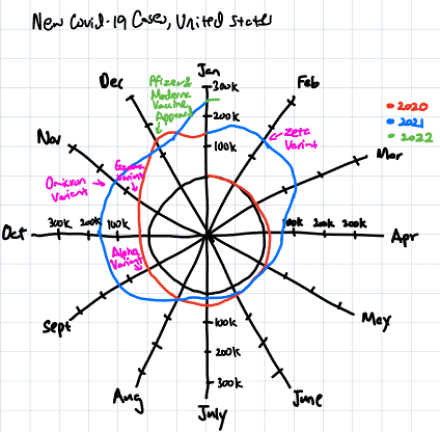 New Covid-19 Cases, United States
Jan
Feb
Mar
Apr
May
June
July
Aug
Sept
Oct
Nov
Dec
Pfizer &
Moderna
Vaccine
Approval
Zeta
Variant
Gamma
Variant
Omicron
Variant
Alpha
Variant
300k
200k
100k
100k 200k 300k
100k
200k
300k
300k 200k 100k
2020
2021
2022